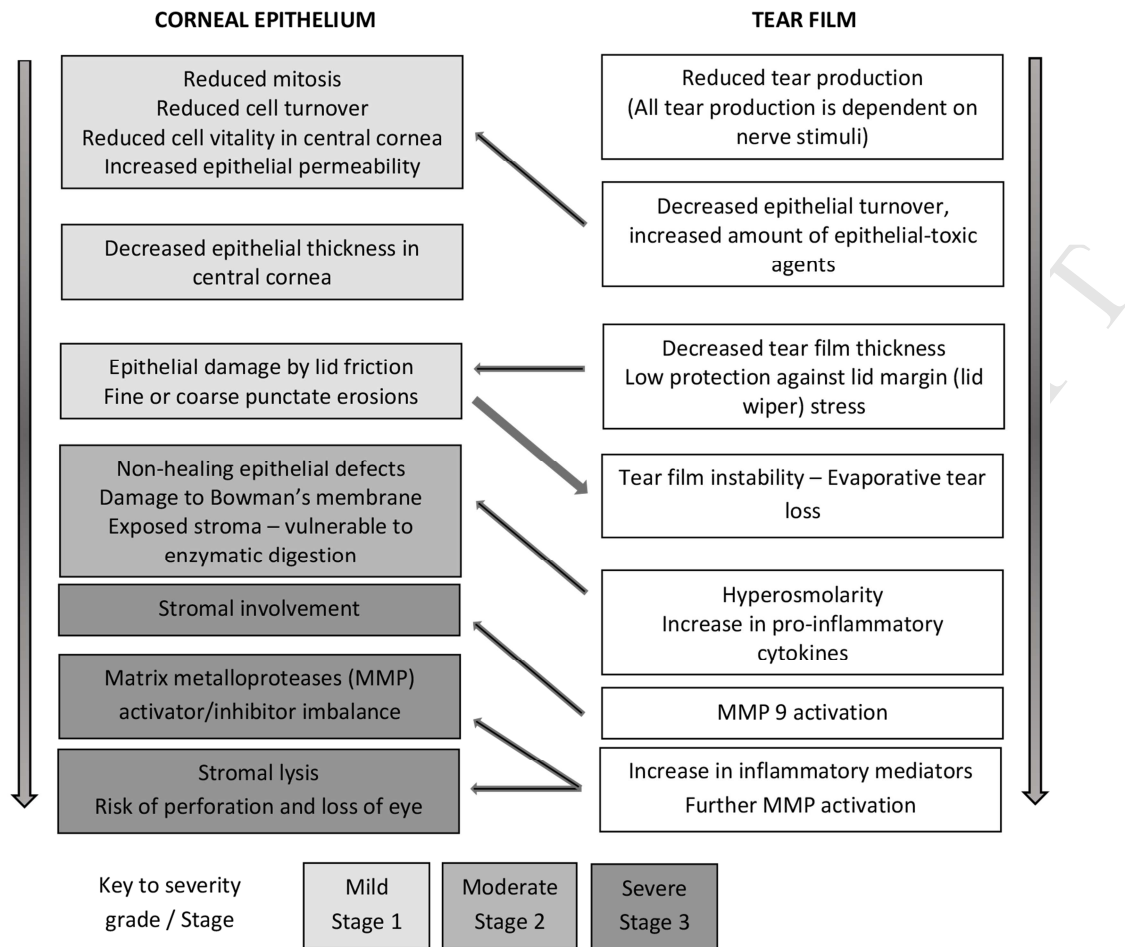 CORNEAL EPITHELIUM
Reduced mitosis
Reduced cell turnover
Reduced cell vitality in central cornea
Increased epithelial permeability
Decreased epithelial thickness in
central cornea
Epithelial damage by lid friction
Fine or coarse punctate erosions
Non-healing epithelial defects
Damage to Bowman's membrane
Exposed stroma – vulnerable to
enzymatic digestion
Stromal involvement
Matrix metalloproteases (MMP)
activator/inhibitor imbalance
Stromal lysis
Risk of perforation and loss of eye
TEAR FILM
Reduced tear production
(All tear production is dependent on
nerve stimuli)
Decreased epithelial turnover,
increased amount of epithelial-toxic
agents
Decreased tear film thickness
Low protection against lid margin (lid
wiper) stress
Tear film instability – Evaporative tear
loss
Hyperosmolarity
Increase in pro-inflammatory
cytokines
MMP 9 activation
Increase in inflammatory mediators
Further MMP activation
Key to severity
grade / Stage
Mild
Stage 1
Moderate
Stage 2
Severe
Stage 3
T